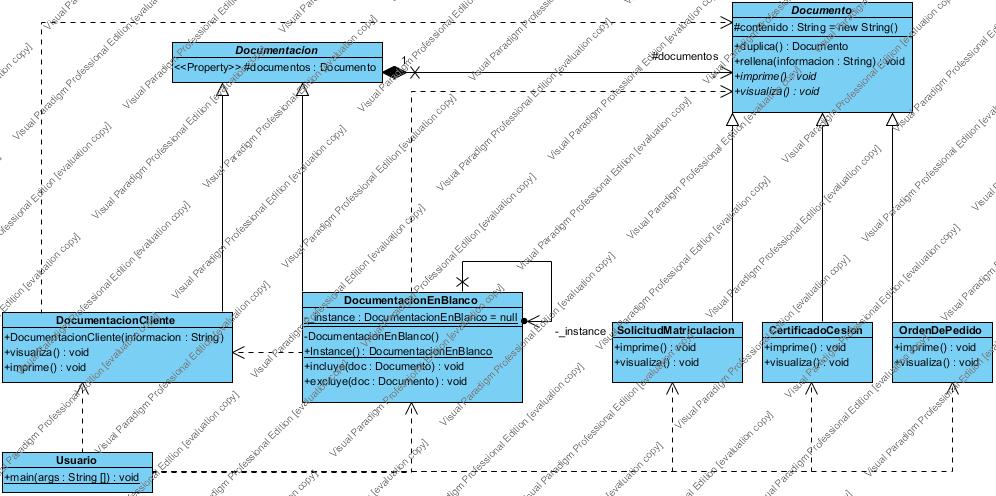 Documento
#contenido : String = new String()
+duplica() : Documento
+rellena(informacion : String) : void
+imprime() : void
+visualiza() : void
Documentacion
<<Property>> #documentos : Documento
1
#documentos
DocumentacionCliente
+DocumentacionCliente(informacion : String)
+visualiza() : void
+imprime() : void
DocumentacionEnBlanco
-_instance : DocumentacionEnBlanco = null
-DocumentacionEnBlanco()
+Instance() : DocumentacionEnBlanco
+incluye(doc : Documento) : void
+excluye(doc : Documento) : void
-_instance
SolicitudMatriculacion
+imprime() : void
+visualiza() : void
CertificadoCesion
+imprime() : void
+visualiza() : void
OrdenDePedido
+imprime() : void
+visualiza() : void
Usuario
+main(args : String []) : void
Visual Paradigm Professional Edition [evaluation copy]